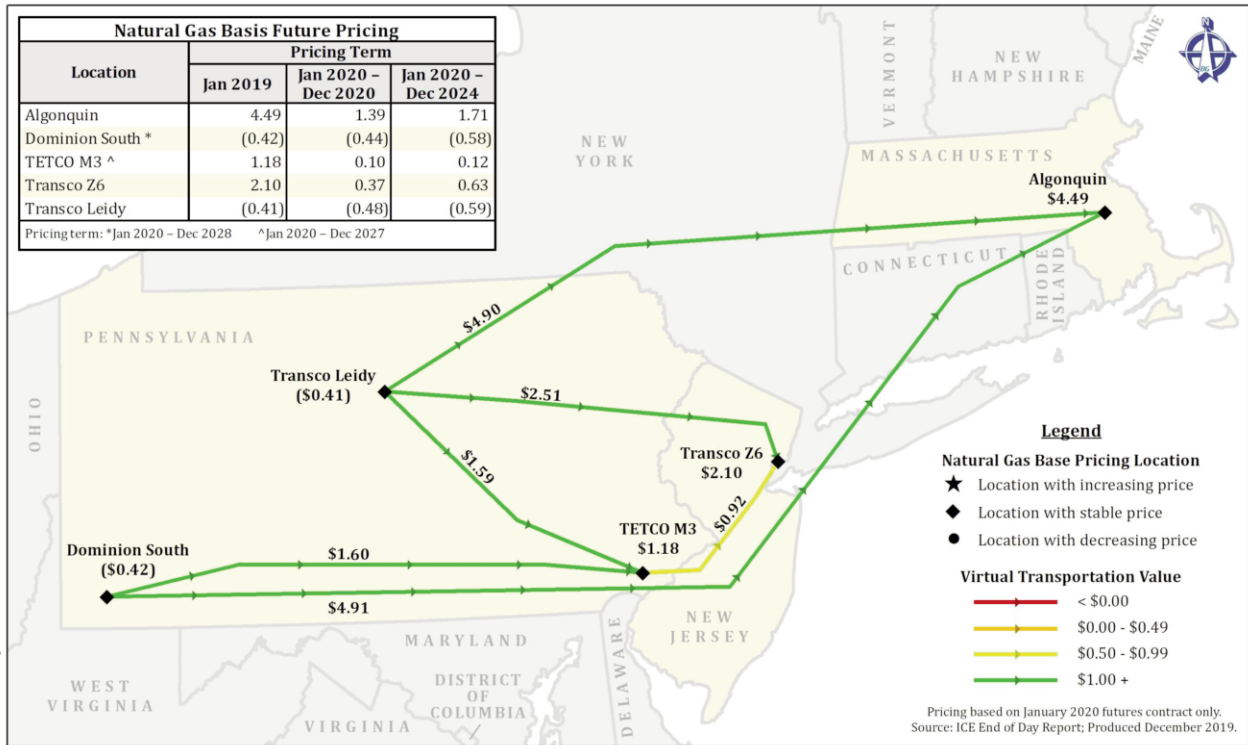 Natural Gas Basis Future Pricing
Location
Pricing Term
Jan 2019
Jan 2020 –
Dec 2020
Jan 2020 –
Dec 2024
Algonquin 4.49 1.39 1.71
Dominion South * (0.42) (0.44) (0.58)
TETCO M3 ^ 1.18 0.10 0.12
Transco Z6 2.10 0.37 0.63
Transco Leidy (0.41) (0.48) (0.59)
Pricing term: *Jan 2020 – Dec 2028 ^Jan 2020 – Dec 2027
VERMONT
NEW
HAMPSHIRE
MAINE
NEW
YORK
MASSACHUSETTS
Algonquin
$4.49
CONNECTICUT
RHODE
ISLAND
PENNSYLVANIA
$4.90
Transco Leidy
($0.41)
$2.51
OHIO
$1.59
Transco Z6
$2.10
$0.92
TETCO M3
$1.18
Dominion South
($0.42)
$1.60
$4.91
NEW
JERSEY
MARYLAND
DELAWARE
WEST
VIRGINIA
DISTRICT
OF
COLUMBIA
VIRGINIA
Legend
Natural Gas Base Pricing Location
Location with increasing price
Location with stable price
Location with decreasing price
Virtual Transportation Value
< $0.00
$0.00 - $0.49
$0.50 - $0.99
$1.00 +
Pricing based on January 2020 futures contract only.
Source: ICE End of Day Report; Produced December 2019.